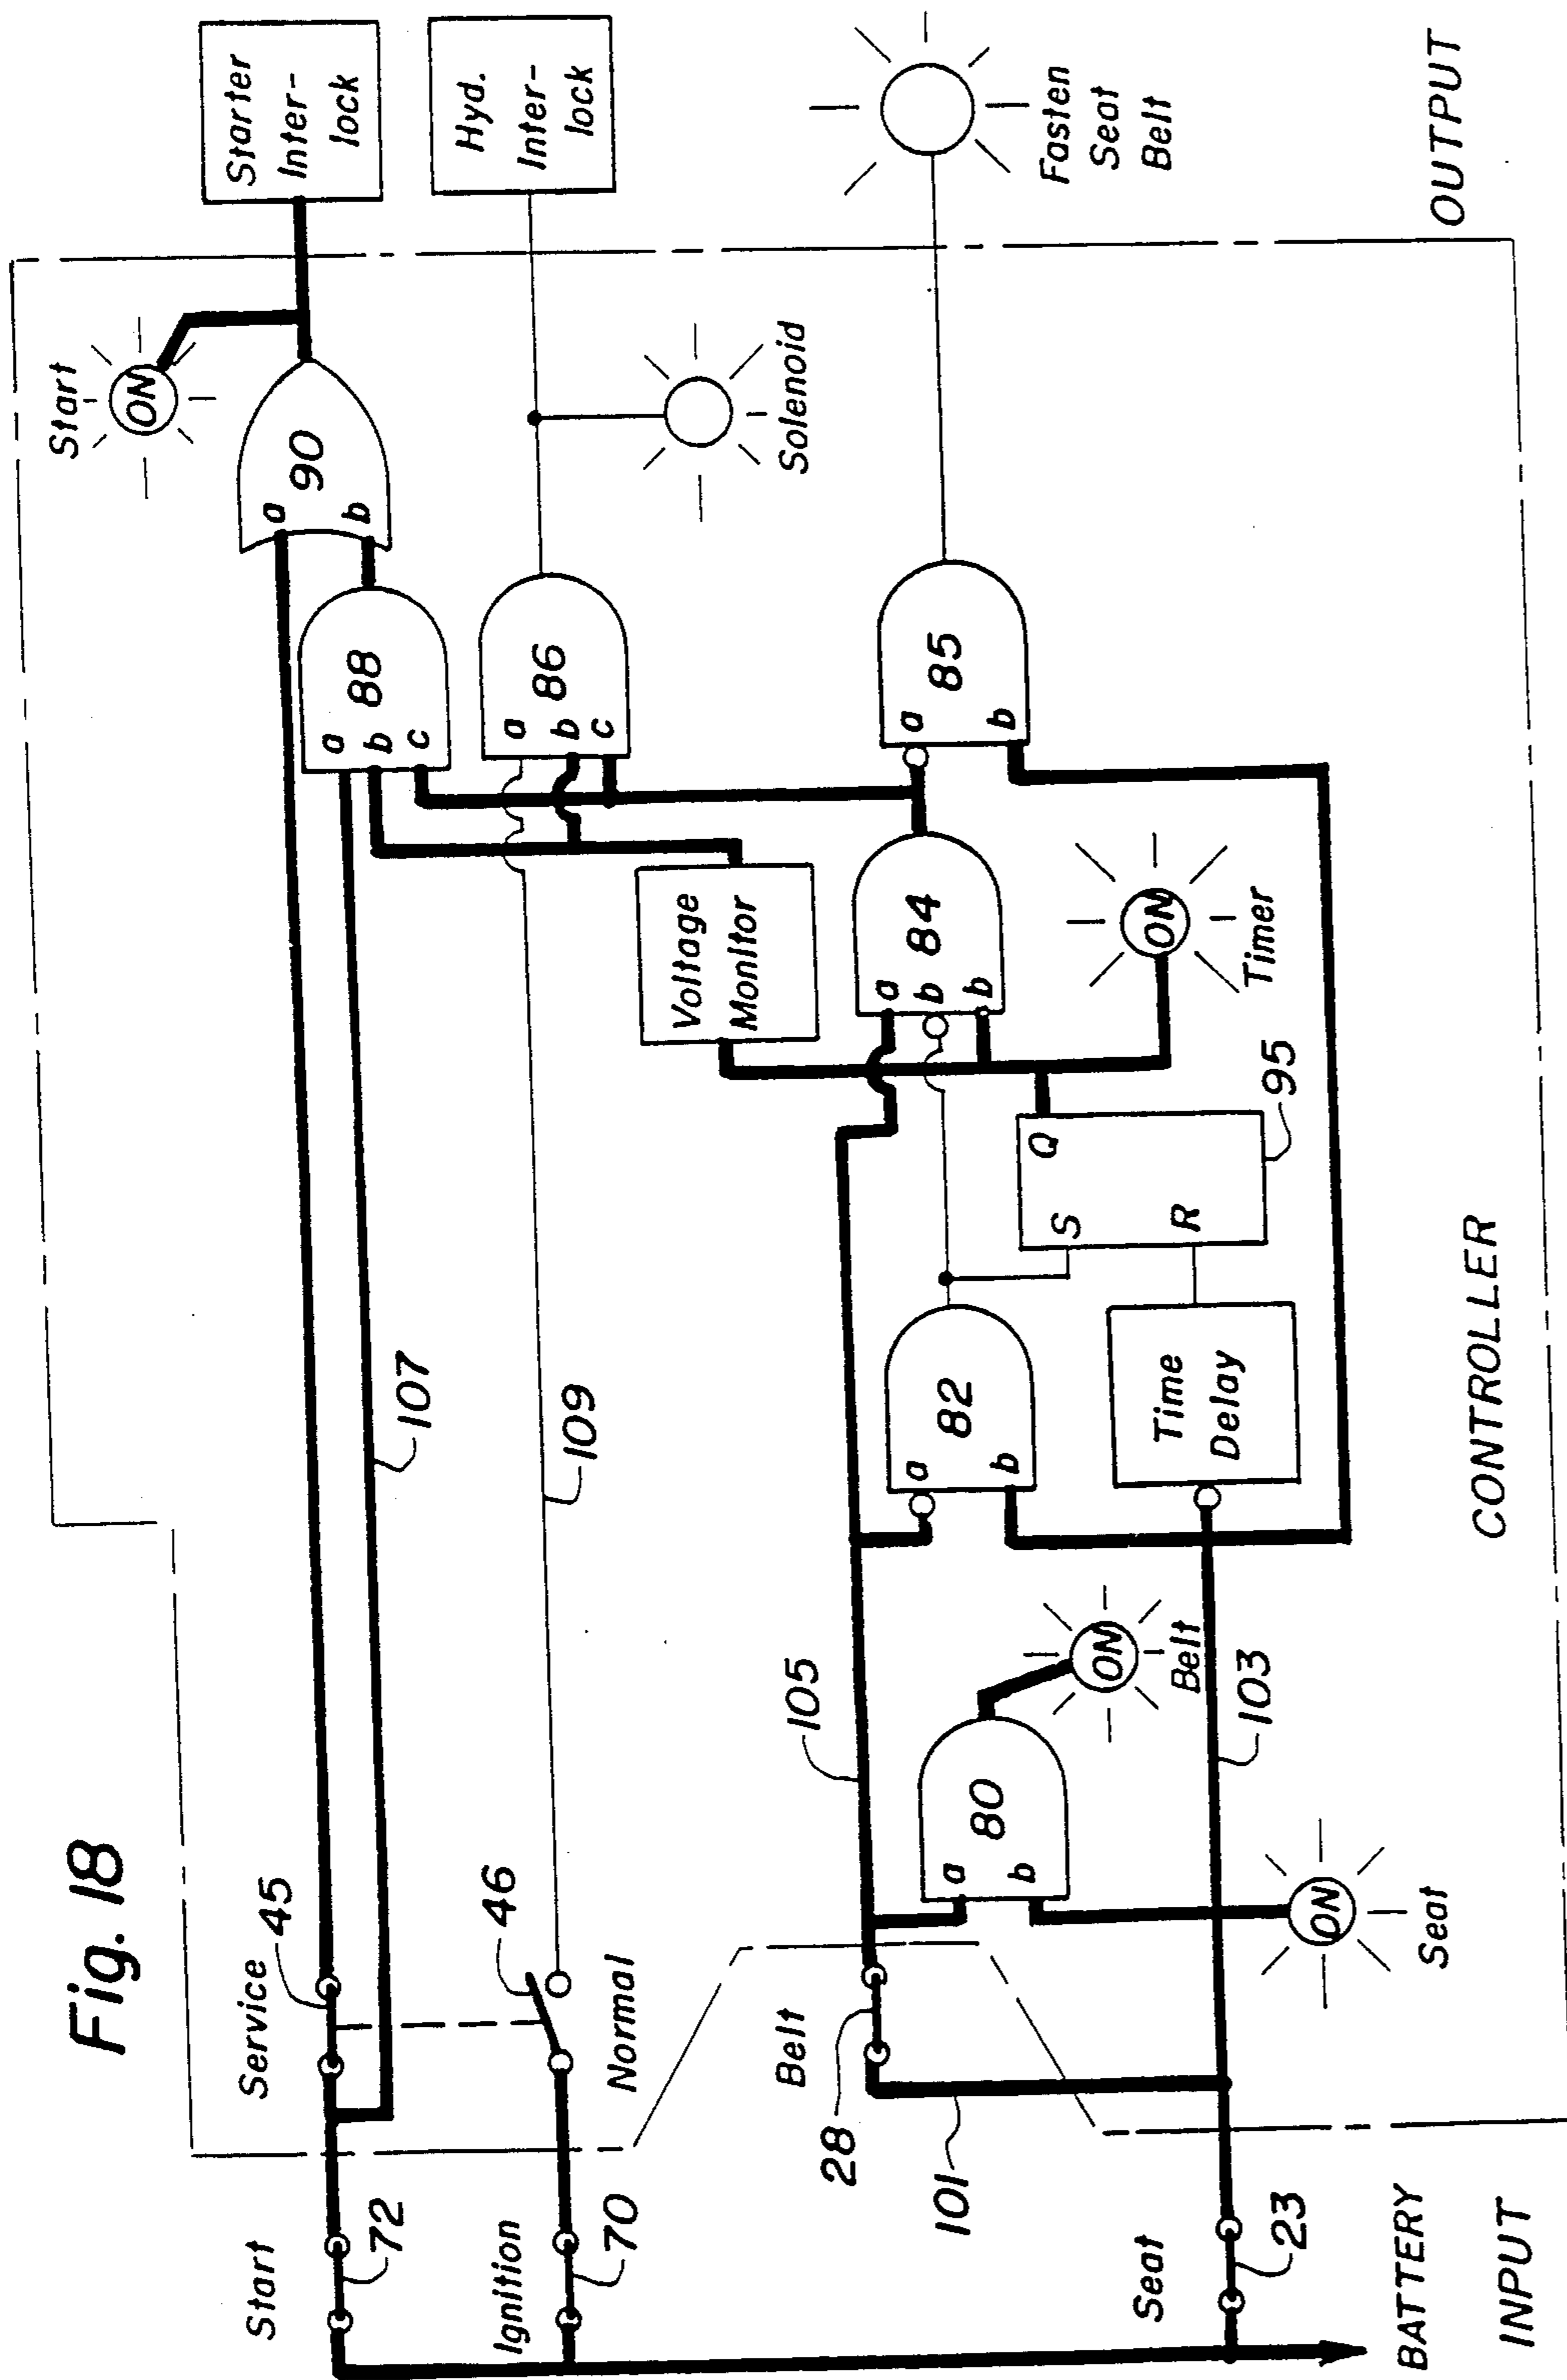 Fig. 18
Start
72
Service
45
107
a
b
c
88
a
b
90
Start
ON
Starter
Inter-
lock
Ignition
70
46
Normal
109
a
b
c
86
Solenoid
Hyd.
Inter-
lock
Voltage
Monitor
Belt
28
101
105
a
b
80
ON
Belt
a
b
82
a
b
b
84
a
b
85
Fasten
Seat
Belt
S
R
Q
95
ON
Timer
Time
Delay
103
Seat
23
ON
Seat
BATTERY
INPUT
CONTROLLER
OUTPUT